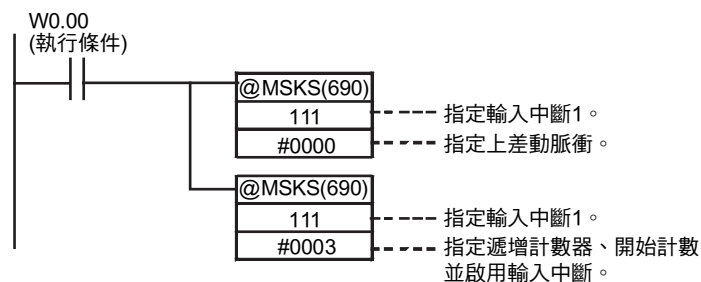 W0.00
(執行條件)
@MSKS(690)
111
指定輸入中斷1。
#0000
指定上差動脈衝。
@MSKS(690)
111
指定輸入中斷1。
#0003
指定遞增計數器、開始計數
並啟用輸入中斷。